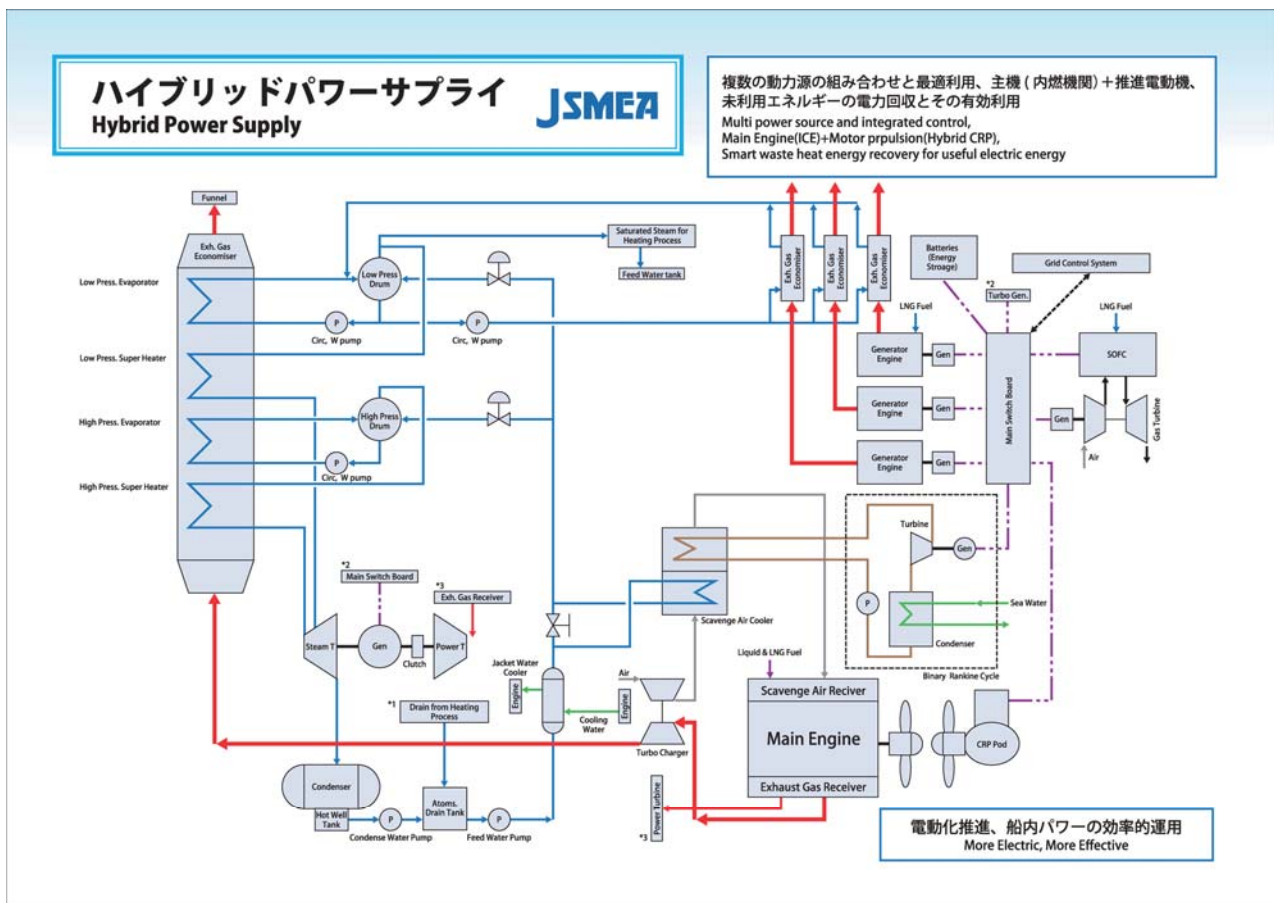 ハイブリッドパワーサプライ
Hybrid Power Supply
JSMEA
複数の動力源の組み合わせと最適利用、主機 ( 内燃機関 ) ＋推進電動機、
未利用エネルギーの電力回収とその有効利用
Multi power source and integrated control,
Main Engine(ICE)+Motor prpulsion(Hybrid CRP),
Smart waste heat energy recovery for useful electric energy
Funnel
Exh. Gas
Economiser
Low Press. Evaporator
Low Press. Super Heater
High Press. Evaporator
High Press. Super Heater
Low Press
Drum
P
Circ, W pump
P
Circ, W pump
High Press
Drum
P
Circ, W pump
Saturated Steam for
Heating Process
Feed Water tank
Exh. Gas
Economiser
Exh. Gas
Economiser
Exh. Gas
Economiser
Batteries
(Energy
Stroage)
Grid Control System
*2
Turbo Gen.
LNG Fuel
LNG Fuel
Generator
Engine
Gen
Generator
Engine
Gen
Generator
Engine
Gen
Main Switch Board
SOFC
Gen
Gas Turbine
Air
*2
Main Switch Board
*3
Exh. Gas Receiver
Steam T
Gen
Clutch
Power T
Scavenge Air Cooler
Turbine
Gen
P
Sea Water
Condenser
Binary Rankine Cycle
Jacket Water
Cooler
Engine
Air
Engine
Cooling
Water
Turbo Charger
*1
Drain from Heating
Process
Liquid & LNG Fuel
Scavenge Air Reciver
Main Engine
Exhaust Gas Receiver
CRP Pod
Power Turbine
*3
Condenser
Hot Well
Tank
P
Condense Water Pump
Atoms.
Drain Tank
P
Feed Water Pump
電動化推進、船内パワーの効率的運用
More Electric, More Effective